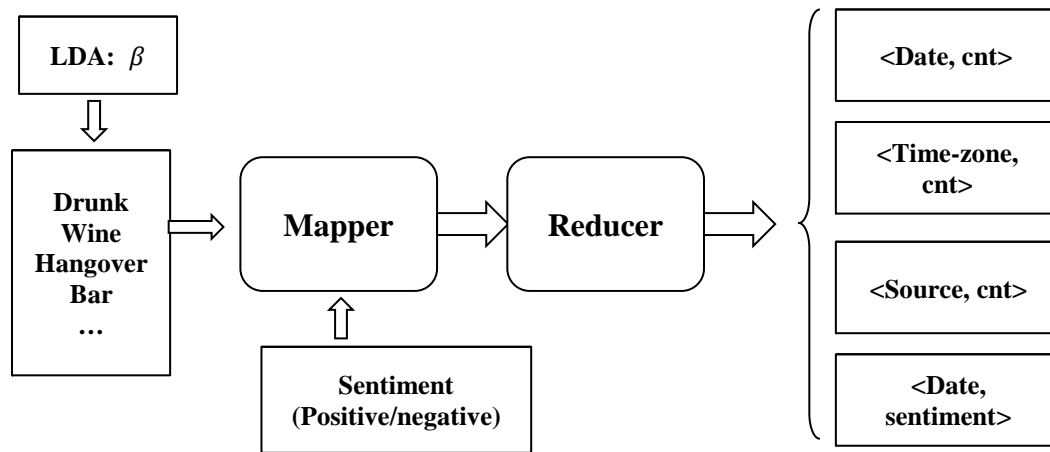 LDA: β
Drunk
Wine
Hangover
Bar
…
Mapper
Sentiment
(Positive/negative)
Reducer
<Date, cnt>
<Time-zone,
cnt>
<Source, cnt>
<Date,
sentiment>